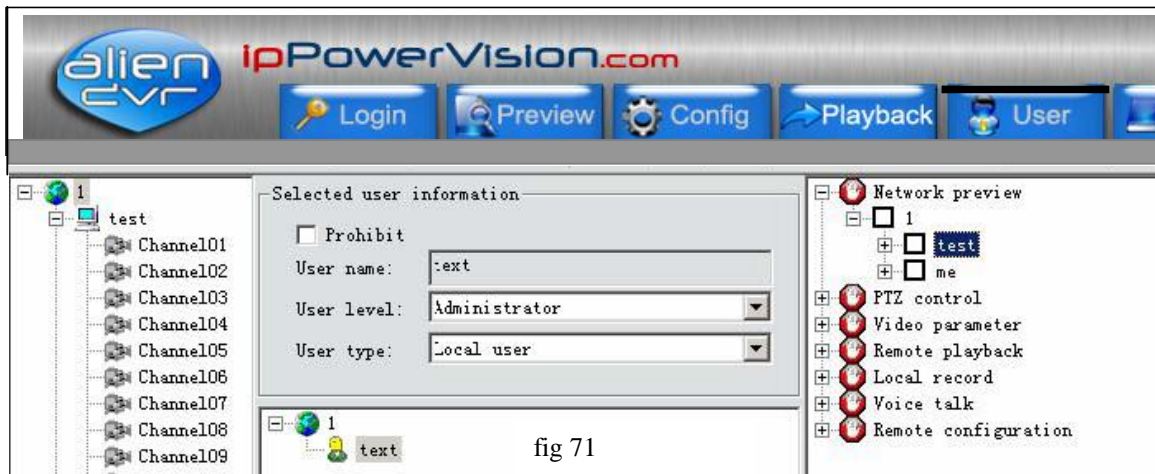 alien
dvr
ipPowerVision.com
Login
Preview
Config
Playback
User
1
test
Channel01
Channel02
Channel03
Channel04
Channel05
Channel06
Channel07
Channel08
Channel09
Selected user information
Prohibit
User name: text
User level: Administrator
User type: Local user
1
text
fig 71
Network preview
1
test
me
PTZ control
Video parameter
Remote playback
Local record
Voice talk
Remote configuration